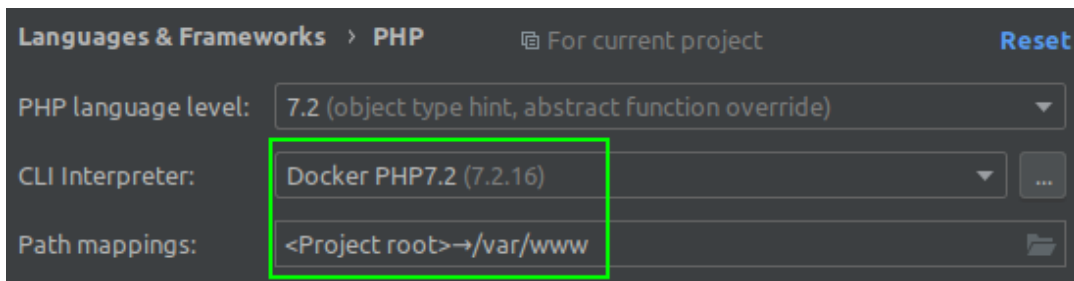 Languages & Frameworks › PHP For current project Reset
PHP language level: 7.2 (object type hint, abstract function override)
CLI Interpreter: Docker PHP7.2 (7.2.16) ...
Path mappings: <Project root>→/var/www